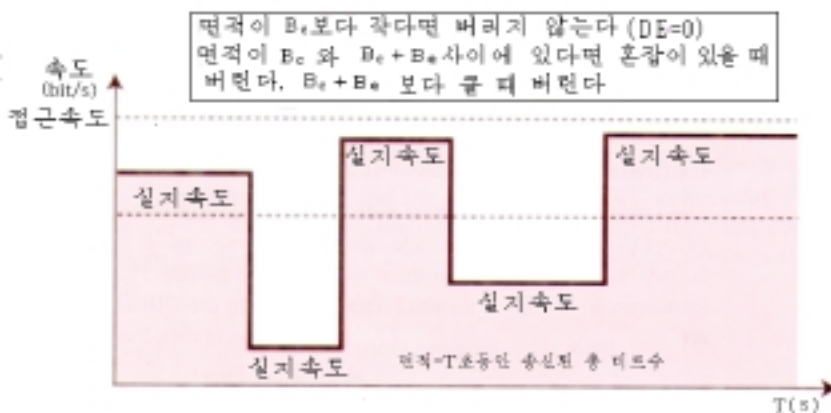 면적이 Bc보다 작다면 버리지 않는다 (DE=0)
면적이 Bc 와 Bc + Be사이에 있다면 혼잡이 있을 때
버린다. Bc + Be 보다 클 때 버린다
속도
(bit/s)
접근속도
실지속도
실지속도
실지속도
실지속도
실지속도
면적=T초동안 송신된 총 비트수
T(s)